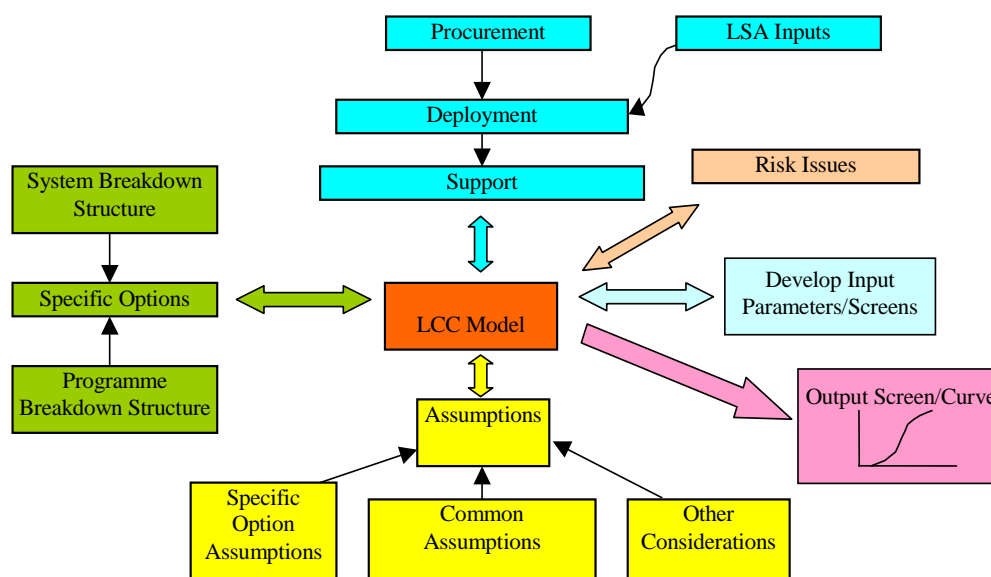 Procurement
LSA Inputs
Deployment
Support
Risk Issues
System Breakdown
Structure
Specific Options
Programme
Breakdown Structure
LCC Model
Develop Input
Parameters/Screens
Output Screen/Curve
Assumptions
Specific
Option
Assumptions
Common
Assumptions
Other
Considerations